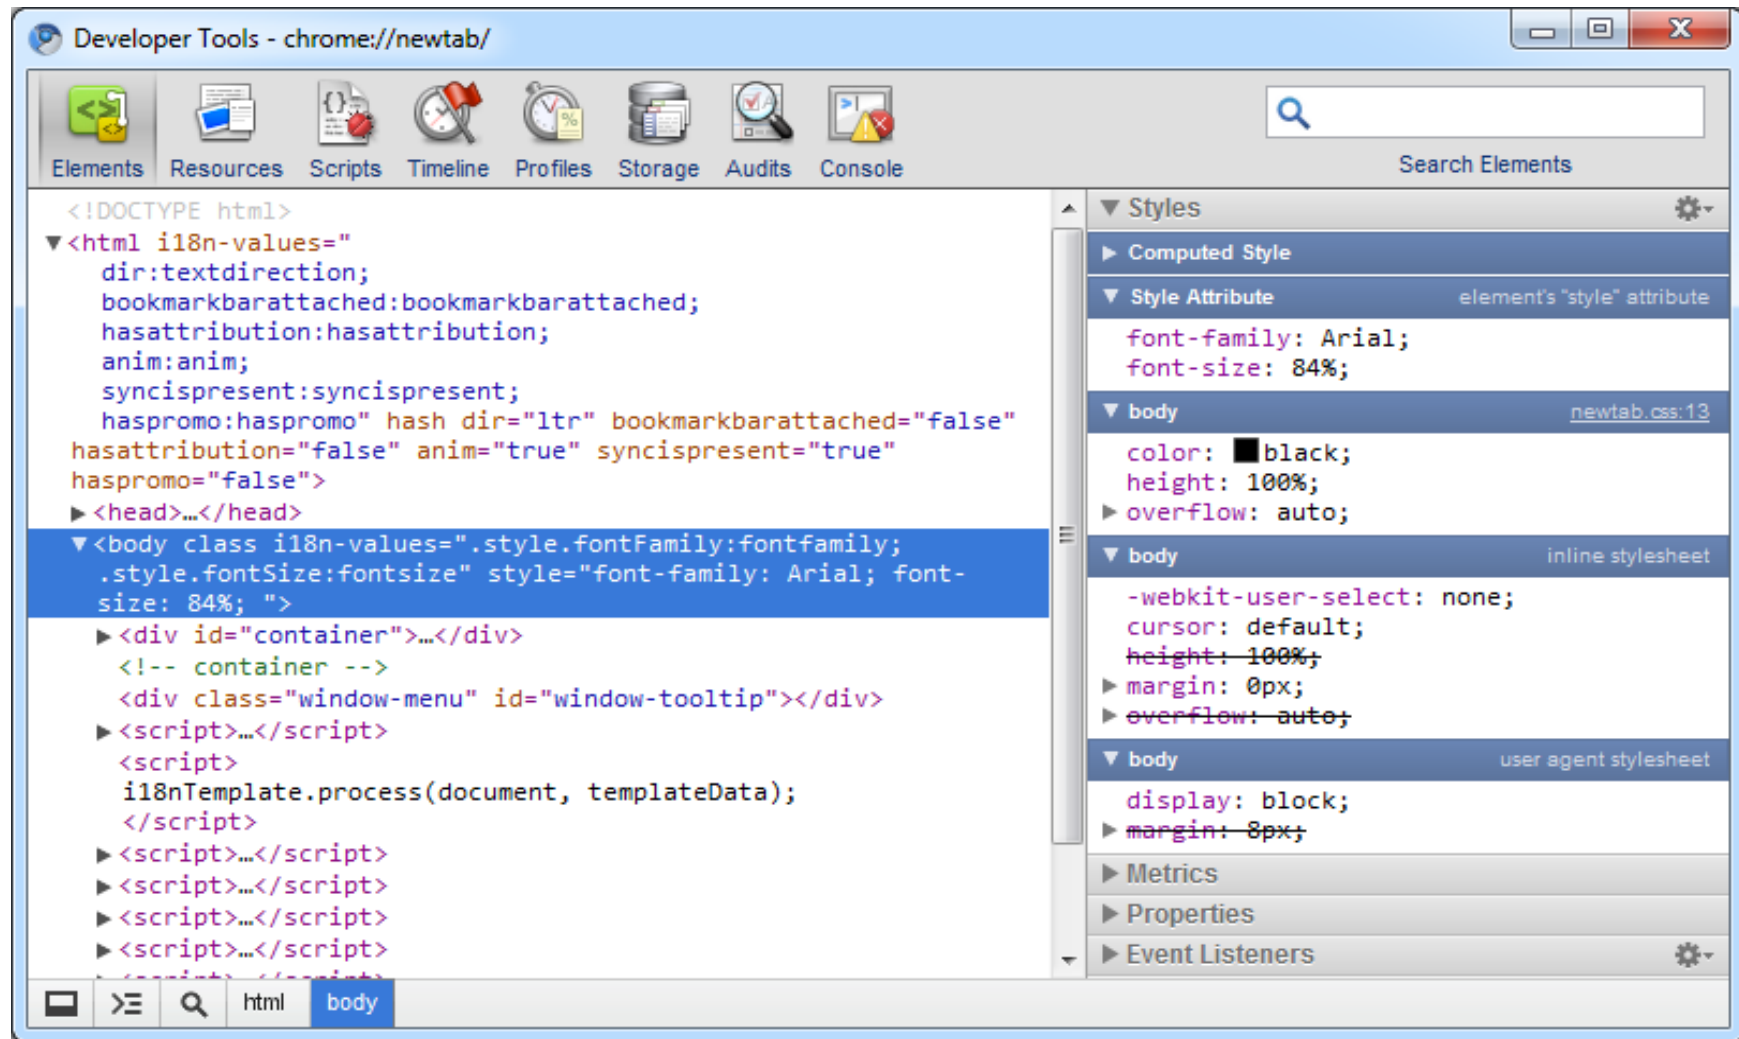 Developer Tools - chrome://newtab/
Elements Resources Scripts Timeline Profiles Storage Audits Console
Search Elements
<!DOCTYPE html>
▼<html i18n-values="
dir:textdirection;
bookmarkbarattached:bookmarkbarattached;
hasattribution:hasattribution;
anim:anim;
syncispresent:syncispresent;
haspromo:haspromo" hash dir="ltr" bookmarkbarattached="false"
hasattribution="false" anim="true" syncispresent="true"
haspromo="false">
▶<head>…</head>
▼<body class i18n-values=".style.fontFamily:fontfamily;
.style.fontSize:fontsize" style="font-family: Arial; font-
size: 84%; ">
▶<div id="container">…</div>
<!-- container -->
<div class="window-menu" id="window-tooltip"></div>
▶<script>…</script>
<script>
i18nTemplate.process(document, templateData);
</script>
▶<script>…</script>
▶<script>…</script>
▶<script>…</script>
▶<script>…</script>
▼ Styles
▶ Computed Style
▼ Style Attribute element's "style" attribute
font-family: Arial;
font-size: 84%;
▼ body newtab.css:13
color: black;
height: 100%;
▶ overflow: auto;
▼ body inline stylesheet
-webkit-user-select: none;
cursor: default;
height: 100%;
▶ margin: 0px;
▶ overflow: auto;
▼ body user agent stylesheet
display: block;
▶ margin: 8px;
▶ Metrics
▶ Properties
▶ Event Listeners
html body